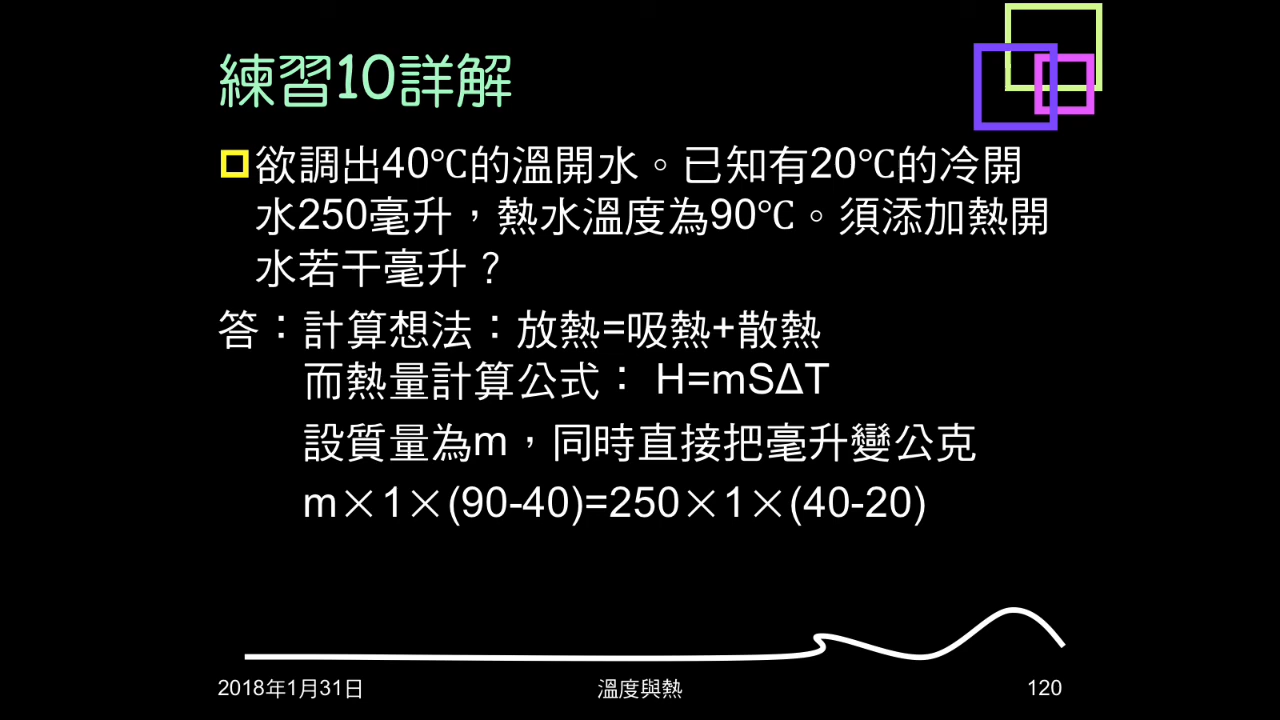 練習10詳解
欲調出40℃的溫開水。已知有20℃的冷開
水250毫升，熱水溫度為90℃。須添加熱開
水若干毫升？
答：計算想法：放熱=吸熱+散熱
而熱量計算公式： H=mSΔT
設質量為m，同時直接把毫升變公克
m×1×(90-40)=250×1×(40-20)
2018年1月31日
溫度與熱
120